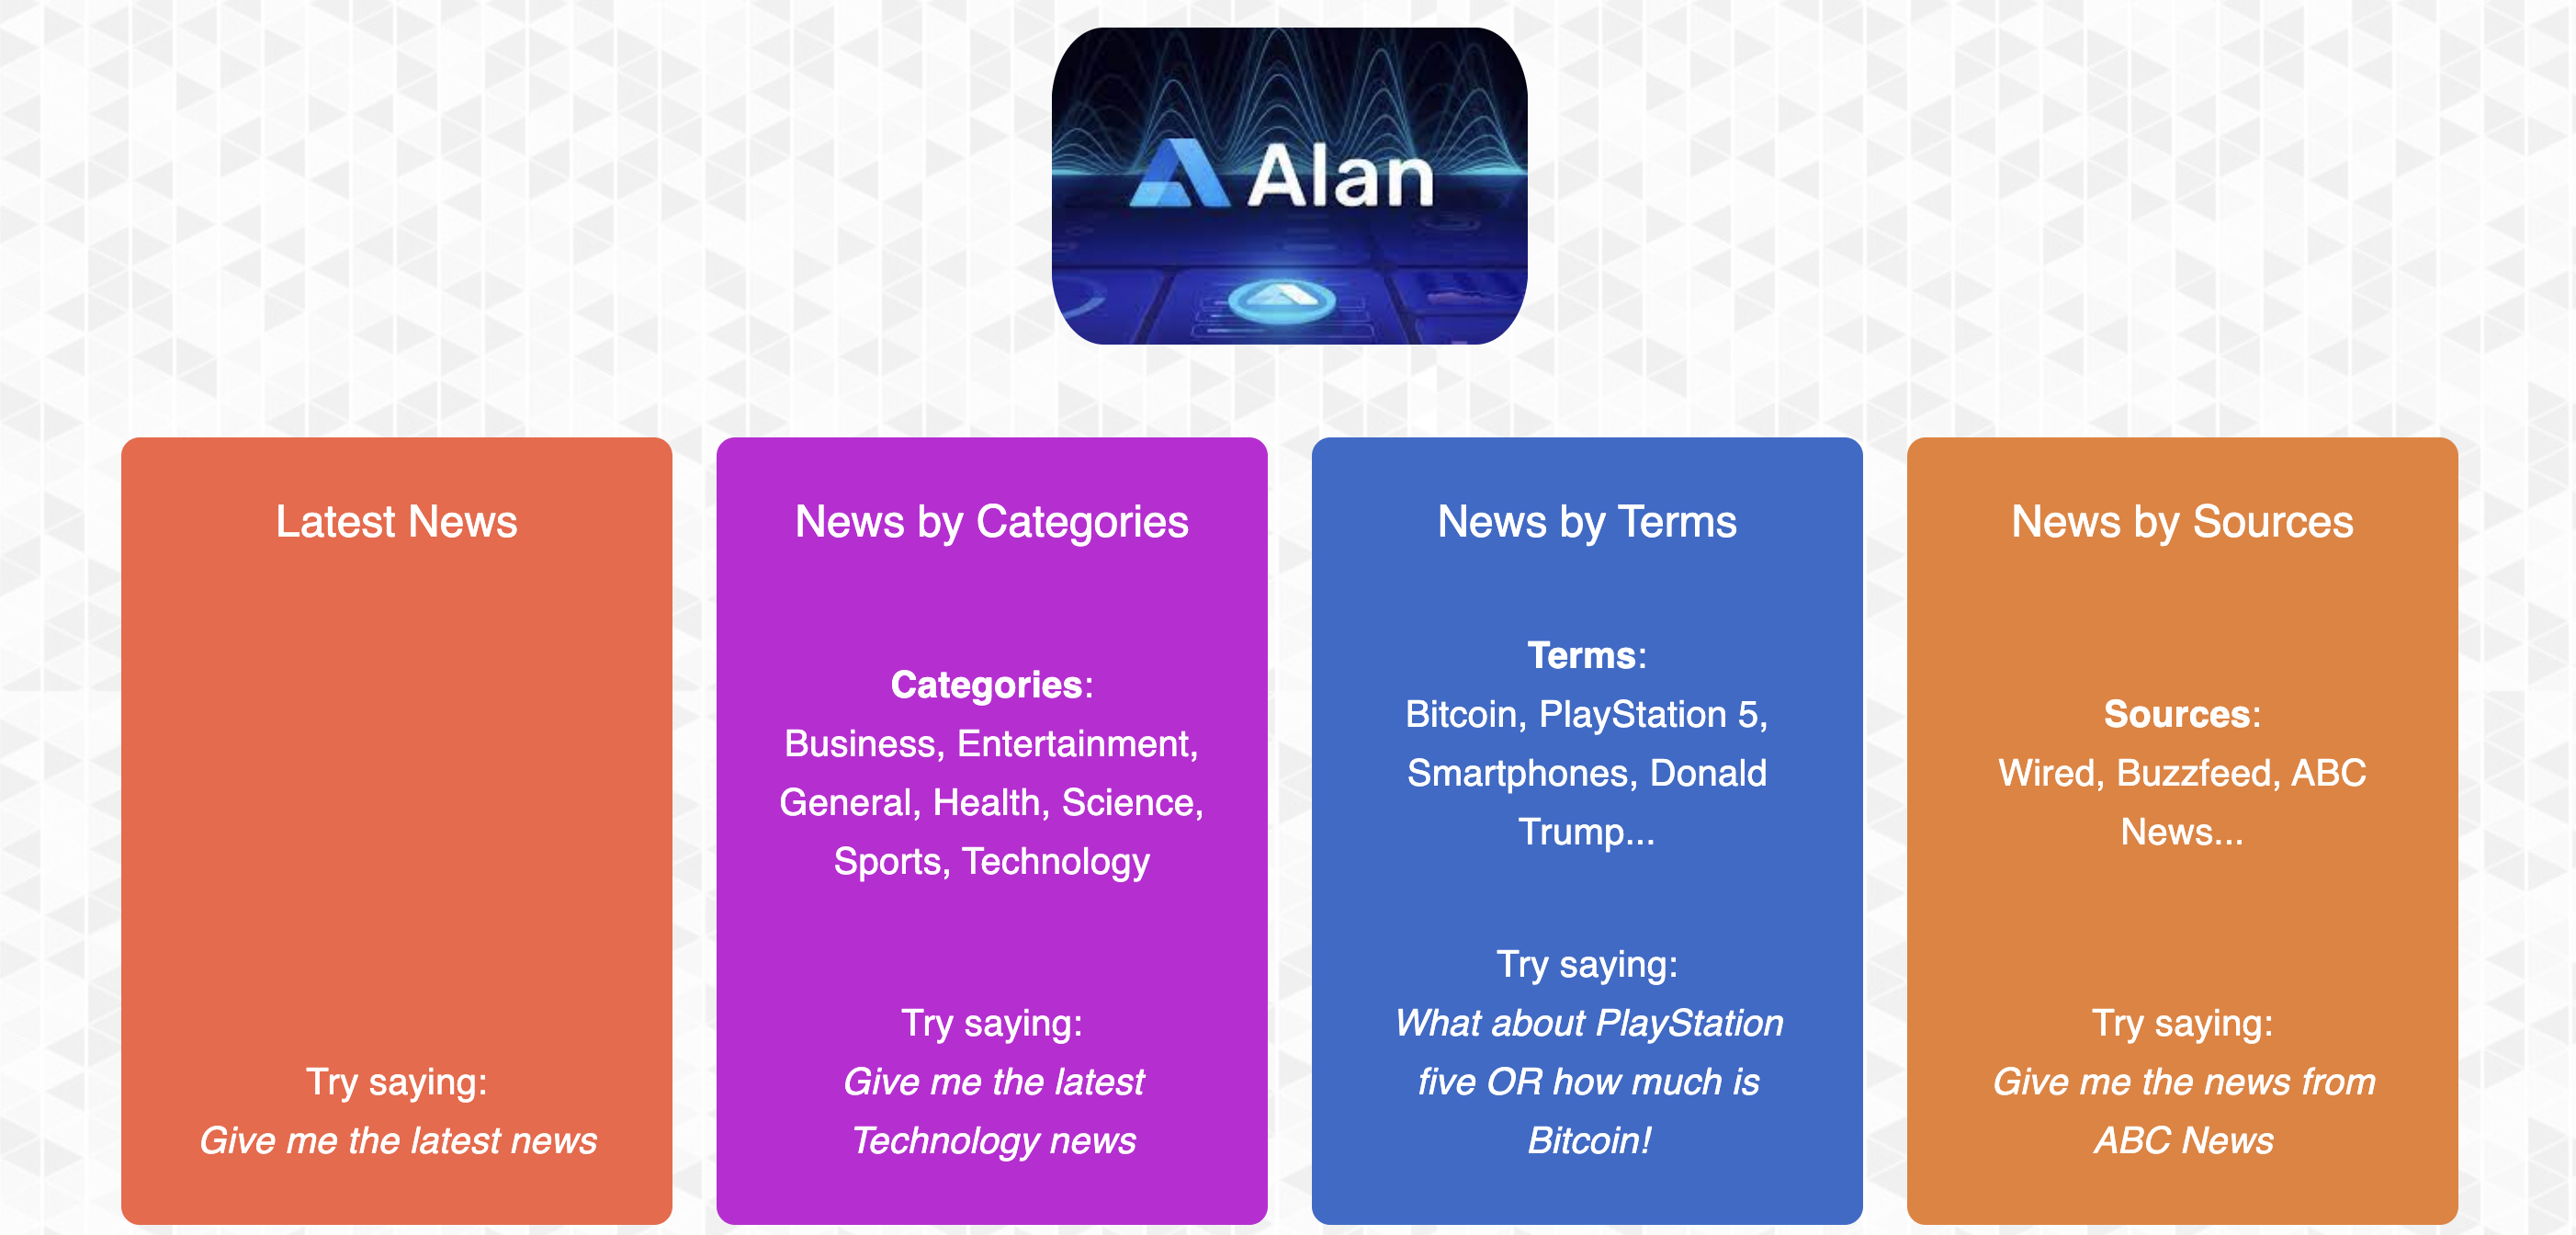 Alan
Latest News
Try saying:
Give me the latest news
News by Categories
Categories:
Business, Entertainment,
General, Health, Science,
Sports, Technology
Try saying:
Give me the latest
Technology news
News by Terms
Terms:
Bitcoin, PlayStation 5,
Smartphones, Donald
Trump...
Try saying:
What about PlayStation
five OR how much is
Bitcoin!
News by Sources
Sources:
Wired, Buzzfeed, ABC
News...
Try saying:
Give me the news from
ABC News